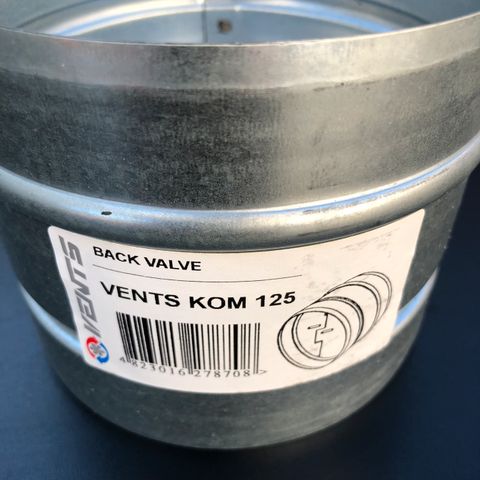 VENTS
BACK VALVE
VENTS KOM 125
4823016278708>